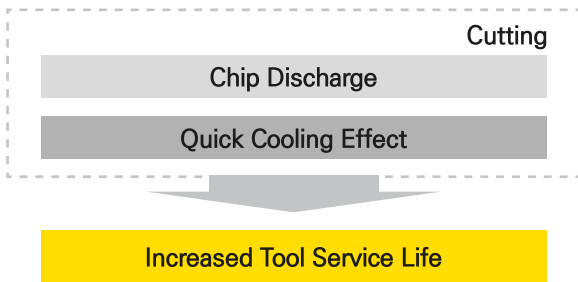 Cutting
Chip Discharge
Quick Cooling Effect
Increased Tool Service Life